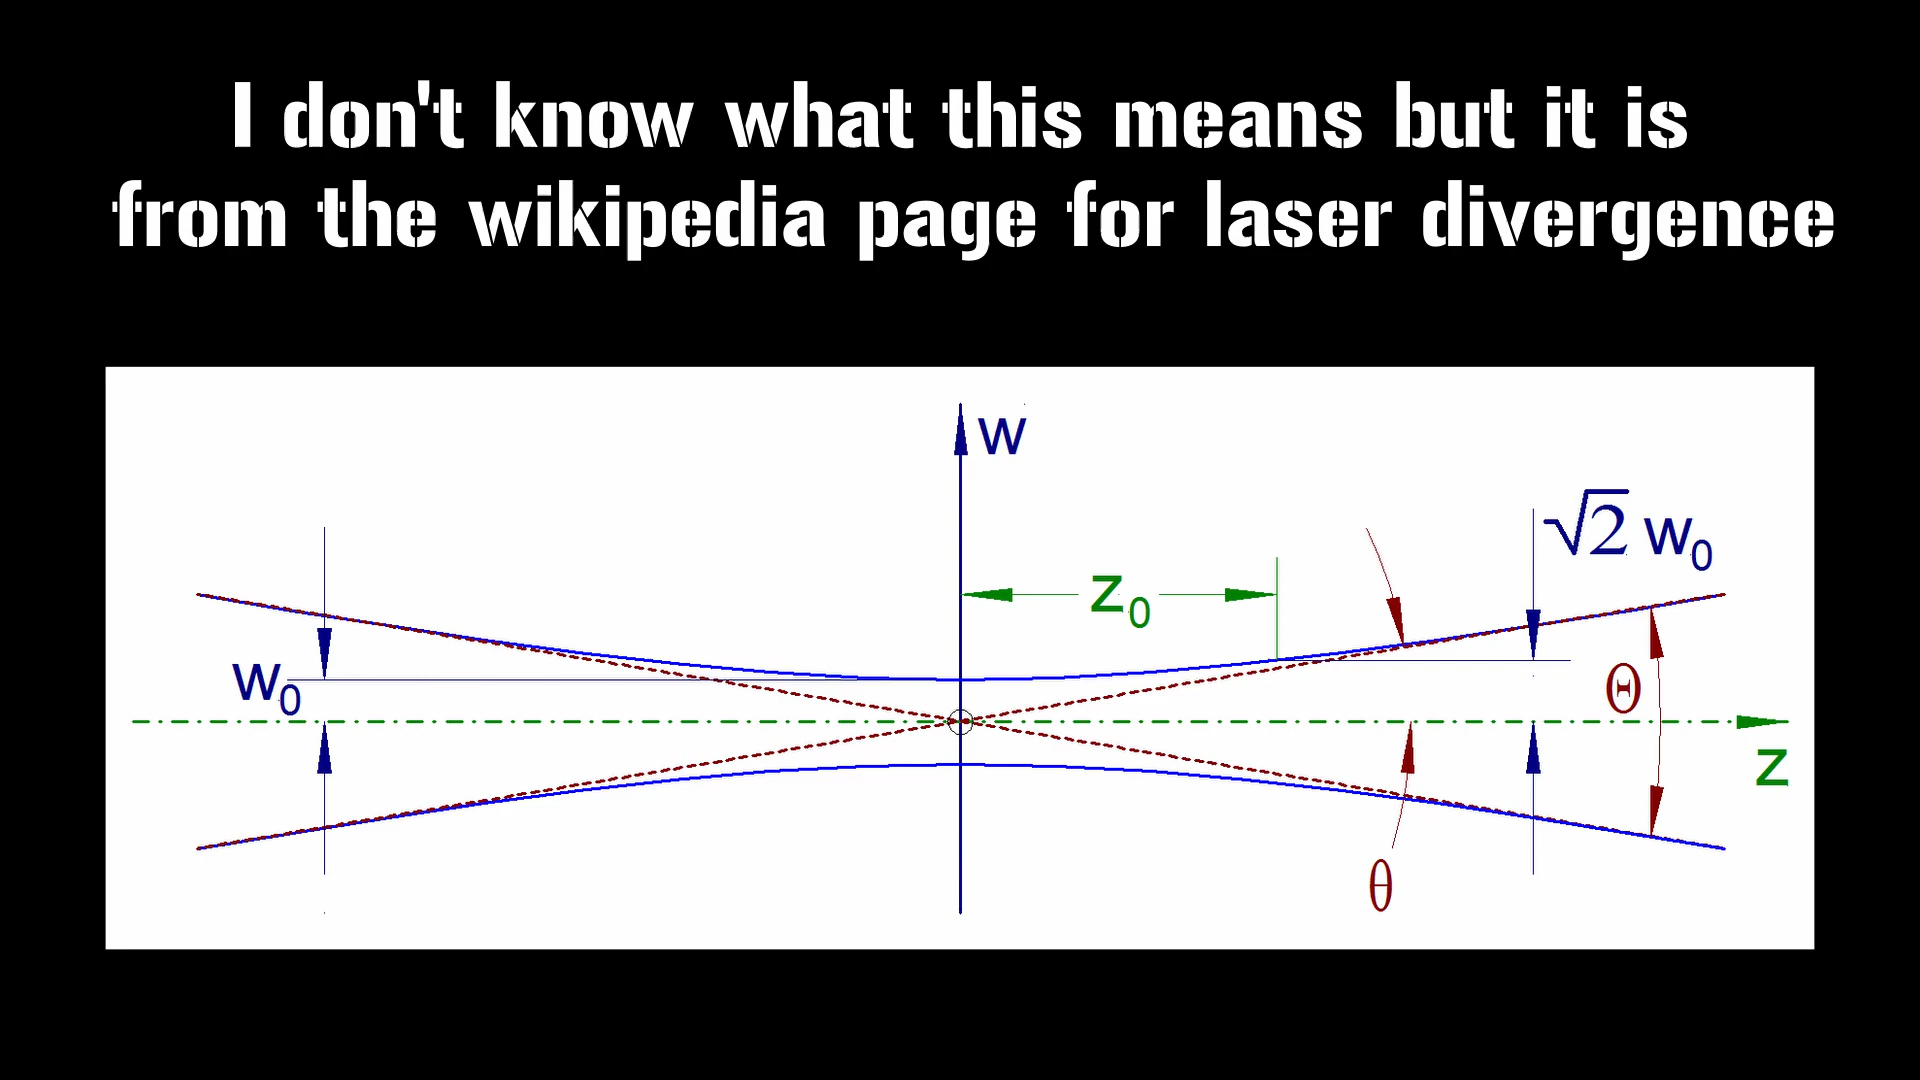 I don't know what this means but it is
from the wikipedia page for laser divergence
w
√2 w₀
z₀
w₀
Θ
z
θ